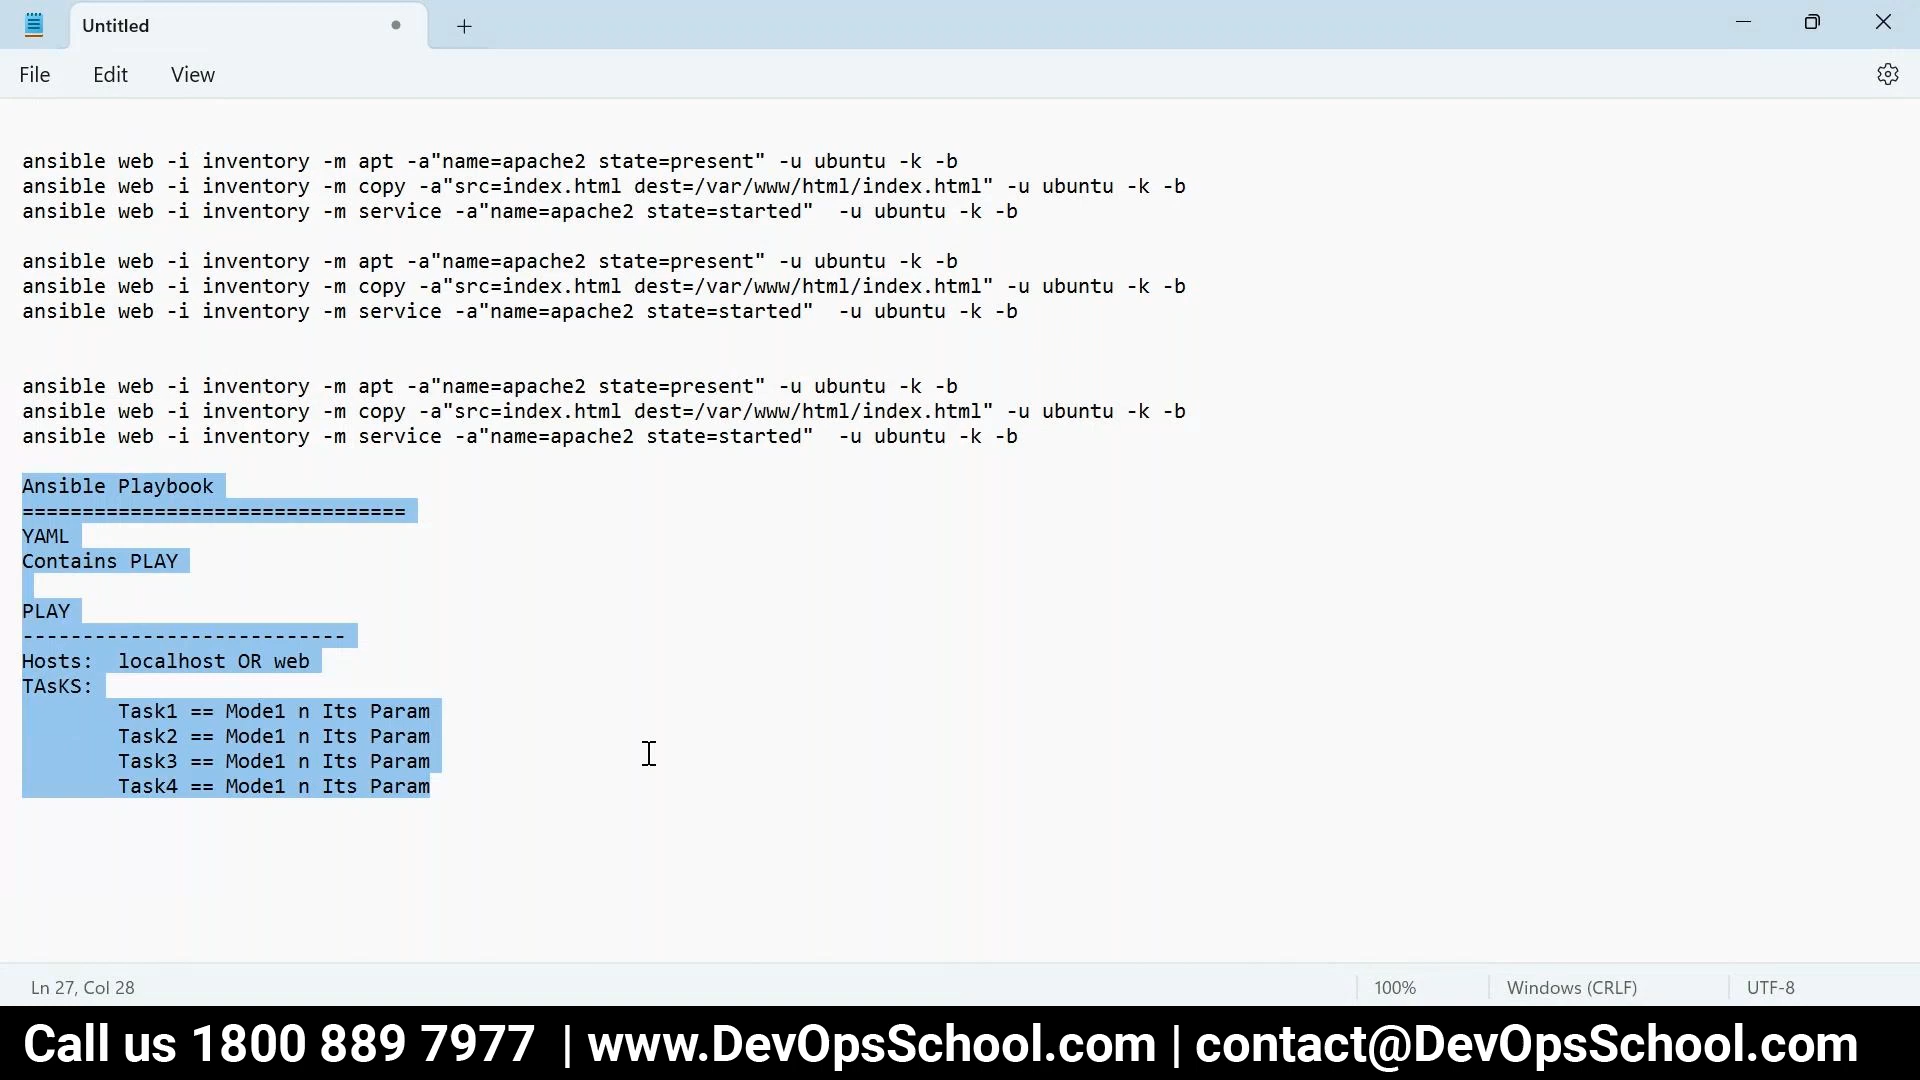 Untitled
File Edit View
ansible web -i inventory -m apt -a"name=apache2 state=present" -u ubuntu -k -b
ansible web -i inventory -m copy -a"src=index.html dest=/var/www/html/index.html" -u ubuntu -k -b
ansible web -i inventory -m service -a"name=apache2 state=started"  -u ubuntu -k -b
ansible web -i inventory -m apt -a"name=apache2 state=present" -u ubuntu -k -b
ansible web -i inventory -m copy -a"src=index.html dest=/var/www/html/index.html" -u ubuntu -k -b
ansible web -i inventory -m service -a"name=apache2 state=started"  -u ubuntu -k -b
ansible web -i inventory -m apt -a"name=apache2 state=present" -u ubuntu -k -b
ansible web -i inventory -m copy -a"src=index.html dest=/var/www/html/index.html" -u ubuntu -k -b
ansible web -i inventory -m service -a"name=apache2 state=started"  -u ubuntu -k -b
Ansible Playbook
================================
YAML
Contains PLAY
PLAY
---------------------------
Hosts:  localhost OR web
TAsKS:
Task1 == Mode1 n Its Param
Task2 == Mode1 n Its Param
Task3 == Mode1 n Its Param
Task4 == Mode1 n Its Param
Ln 27, Col 28 100% Windows (CRLF) UTF-8
Call us 1800 889 7977 | www.DevOpsSchool.com | contact@DevOpsSchool.com